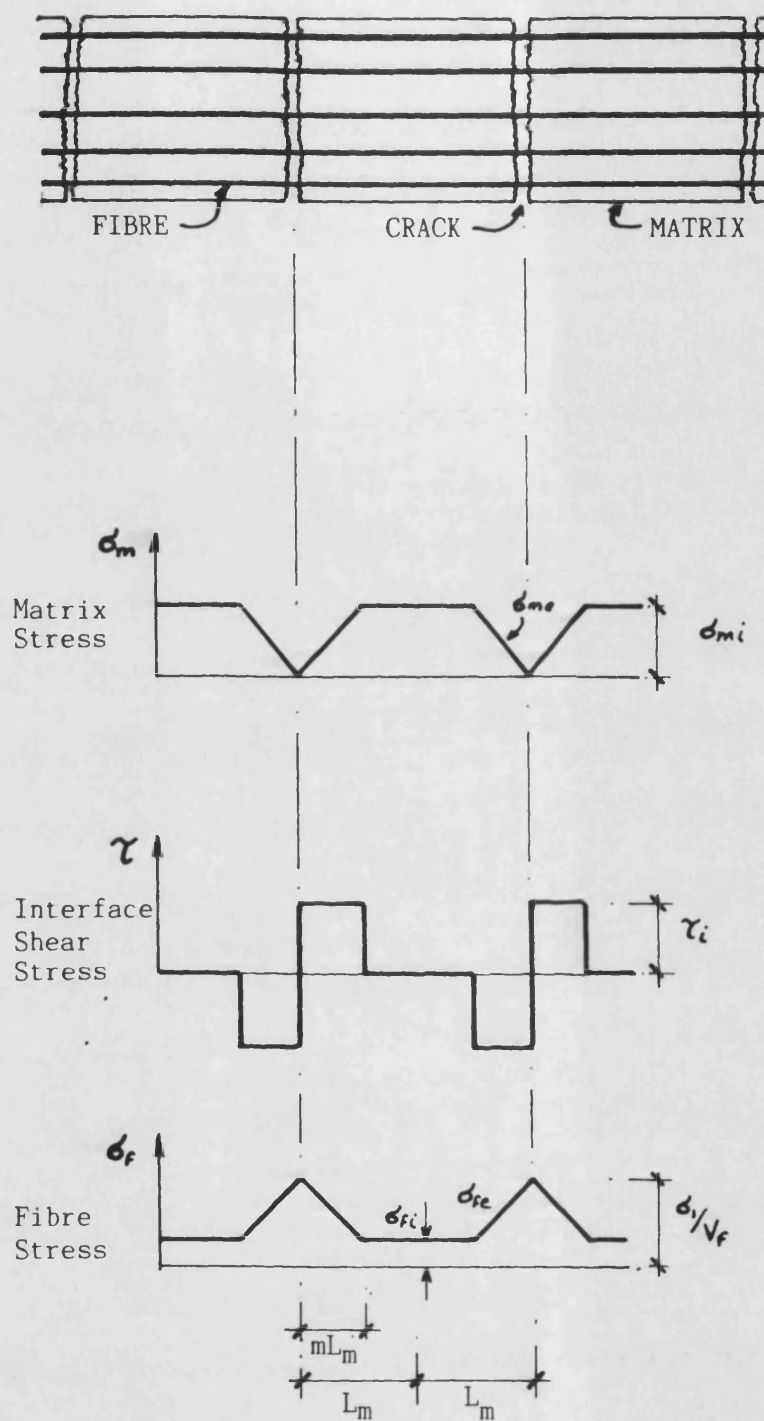 FIBRE CRACK MATRIX
σm
Matrix
Stress
σme
σmi
τ
Interface
Shear
Stress
τi
σf
Fibre
Stress
σfi
σfe
σ1/Vf
mLm
Lm Lm